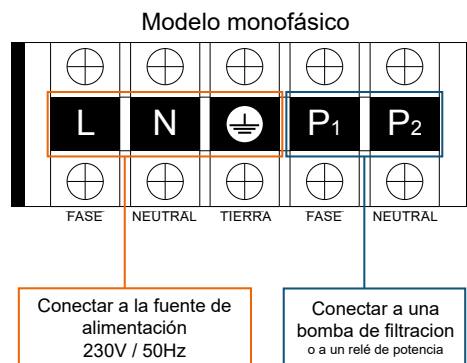 Modelo monofásico
L N P1 P2
FASE NEUTRAL TIERRA FASE NEUTRAL
Conectar a la fuente de
alimentación
230V / 50Hz
Conectar a una
bomba de filtracion
o a un relé de potencia